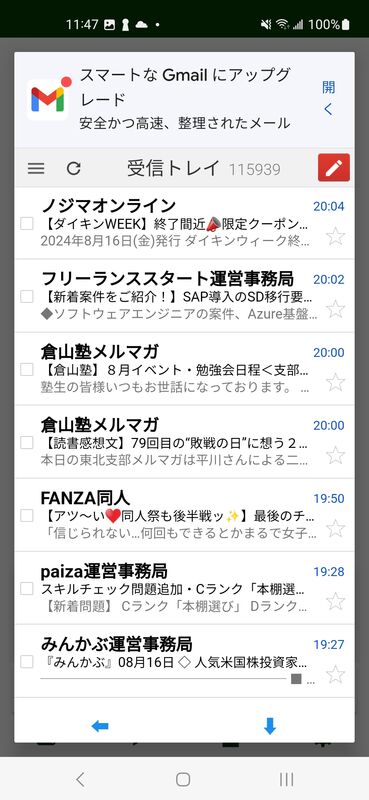 11:47
100%
スマートな Gmail にアップグ
レード
安全かつ高速、整理されたメール
開
く
受信トレイ 115939
ノジマオンライン 20:04
【ダイキンWEEK】終了間近📣限定クーポン...
2024年8月16日(金)発行 ダイキンウィーク終...
フリーランススタート運営事務局 20:02
【新着案件をご紹介！】SAP導入のSD移行要...
◆ソフトウェアエンジニアの案件、Azure基盤...
倉山塾メルマガ 20:00
【倉山塾】８月イベント・勉強会日程＜支部...
塾生の皆様いつもお世話になっております。 ...
倉山塾メルマガ 20:00
【読書感想文】79回目の“敗戦の日”に想う２...
本日の東北支部メルマガは平川さんによる二...
FANZA同人 19:50
【アツ〜い❤️同人祭も後半戦ッ✨】最後のチ...
「信じられない…何回もできるとかまるで女子...
paiza運営事務局 19:28
スキルチェック問題追加・Cランク「本棚選...
【新着問題】 Cランク「本棚選び」 Dランク...
みんかぶ運営事務局 19:27
『みんかぶ』08月16日 ◇ 人気米国株投資家...
────────────────────── ■ ...